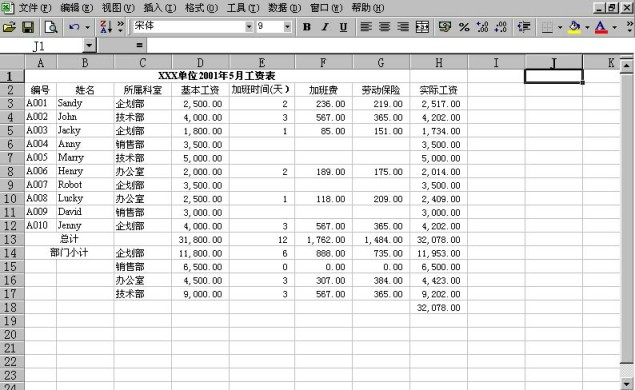 文件(F) 编辑(E) 视图(V) 插入(I) 格式(O) 工具(T) 数据(D) 窗口(W) 帮助(H)
宋体 9 B I U % ,
J1 =
A B C D E F G H I J K
1 XXX单位2001年5月工资表
2 编号 姓名 所属科室 基本工资 加班时间(天) 加班费 劳动保险 实际工资
3 A001 Sandy 企划部 2,500.00 2 236.00 219.00 2,517.00
4 A002 John 技术部 4,000.00 3 567.00 365.00 4,202.00
5 A003 Jacky 企划部 1,800.00 1 85.00 151.00 1,734.00
6 A004 Anny 销售部 3,500.00 3,500.00
7 A005 Marry 技术部 5,000.00 5,000.00
8 A006 Henry 办公室 2,000.00 2 189.00 175.00 2,014.00
9 A007 Robot 企划部 3,500.00 3,500.00
10 A008 Lucky 办公室 2,500.00 1 118.00 209.00 2,409.00
11 A009 David 销售部 3,000.00 3,000.00
12 A010 Jenny 企划部 4,000.00 3 567.00 365.00 4,202.00
13 总计 31,800.00 12 1,762.00 1,484.00 32,078.00
14 部门小计 企划部 11,800.00 6 888.00 735.00 11,953.00
15 销售部 6,500.00 0 0.00 0.00 6,500.00
16 办公室 4,500.00 3 307.00 384.00 4,423.00
17 技术部 9,000.00 3 567.00 365.00 9,202.00
18 32,078.00
19
20
21
22
23
24